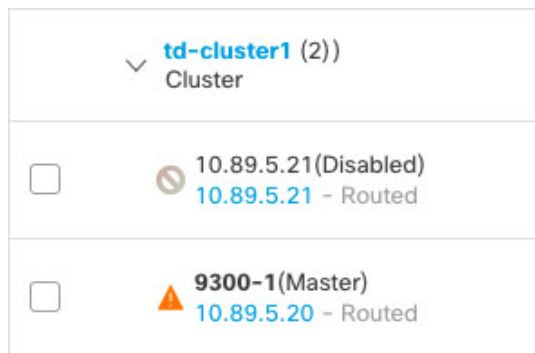 td-cluster1 (2))
Cluster
10.89.5.21(Disabled)
10.89.5.21 - Routed
9300-1(Master)
10.89.5.20 - Routed